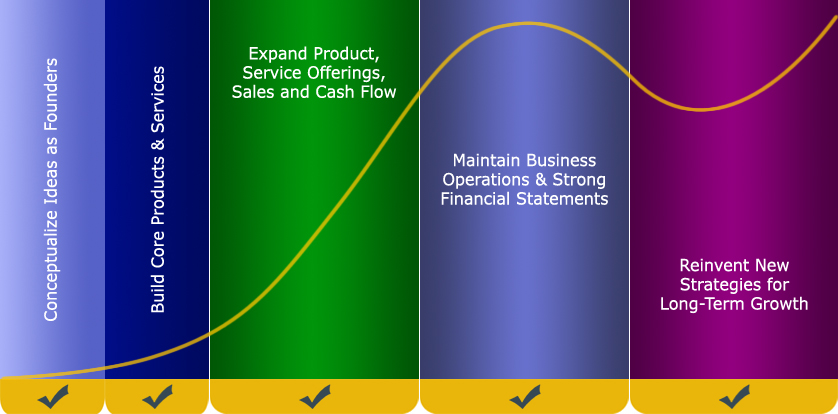 Conceptualize Ideas as Founders
Build Core Products & Services
Expand Product,
Service Offerings,
Sales and Cash Flow
Maintain Business
Operations & Strong
Financial Statements
Reinvent New
Strategies for
Long-Term Growth